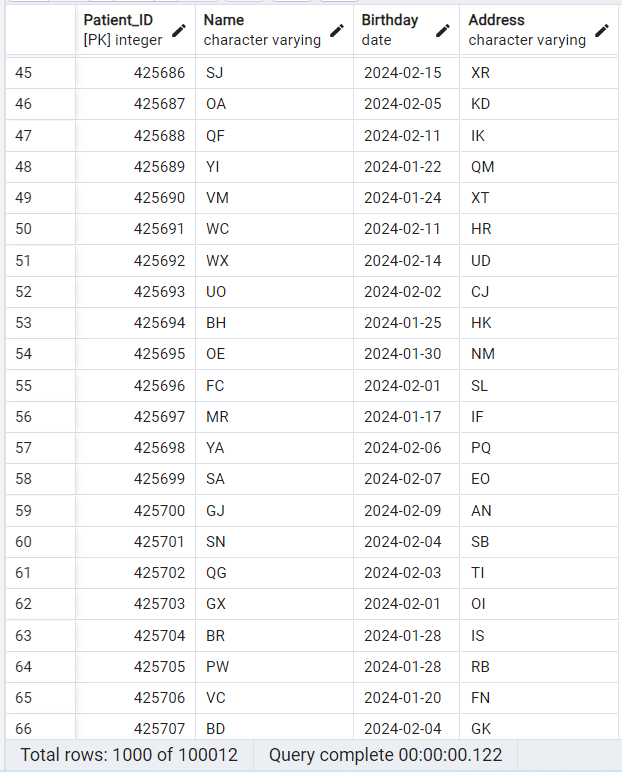 Patient_ID Name Birthday Address
[PK] integer character varying date character varying
45 425686 SJ 2024-02-15 XR
46 425687 OA 2024-02-05 KD
47 425688 QF 2024-02-11 IK
48 425689 YI 2024-01-22 QM
49 425690 VM 2024-01-24 XT
50 425691 WC 2024-02-11 HR
51 425692 WX 2024-02-14 UD
52 425693 UO 2024-02-02 CJ
53 425694 BH 2024-01-25 HK
54 425695 OE 2024-01-30 NM
55 425696 FC 2024-02-01 SL
56 425697 MR 2024-01-17 IF
57 425698 YA 2024-02-06 PQ
58 425699 SA 2024-02-07 EO
59 425700 GJ 2024-02-09 AN
60 425701 SN 2024-02-04 SB
61 425702 QG 2024-02-03 TI
62 425703 GX 2024-02-01 OI
63 425704 BR 2024-01-28 IS
64 425705 PW 2024-01-28 RB
65 425706 VC 2024-01-20 FN
66 425707 BD 2024-02-04 GK
Total rows: 1000 of 100012 Query complete 00:00:00.122